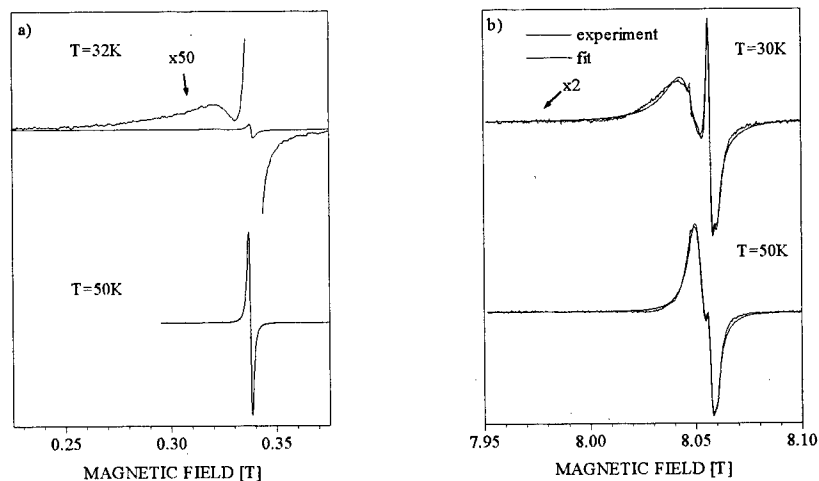 a)
T=32K
x50
T=50K
0.25
0.30
0.35
MAGNETIC FIELD [T]
b)
experiment
fit
T=30K
x2
T=50K
7.95
8.00
8.05
8.10
MAGNETIC FIELD [T]